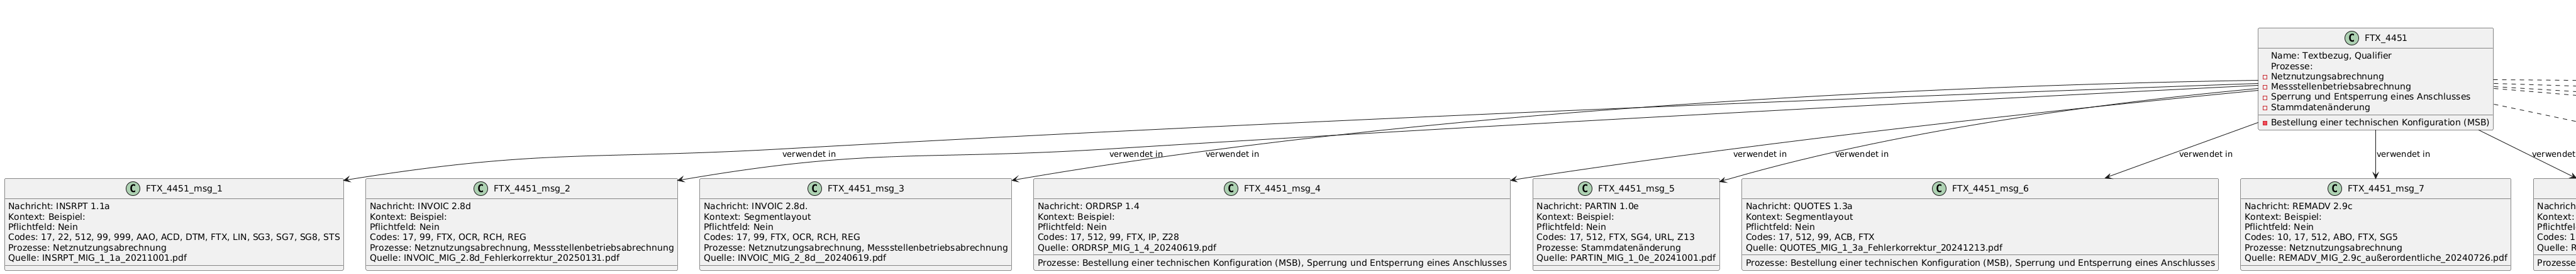 C FTX_4451
Name: Textbezug, Qualifier
Prozesse:
Netznutzungsabrechnung
Messstellenbetriebsabrechnung
Sperrung und Entsperrung eines Anschlusses
Stammdatenänderung
Bestellung einer technischen Konfiguration (MSB)
verwendet in
verwendet in
verwendet in
verwendet in
verwendet in
verwendet in
verwendet in
verwendet
C FTX_4451_msg_1
Nachricht: INSRPT 1.1a
Kontext: Beispiel:
Pflichtfeld: Nein
Codes: 17, 22, 512, 99, 999, AAO, ACD, DTM, FTX, LIN, SG3, SG7, SG8, STS
Prozesse: Netznutzungsabrechnung
Quelle: INSRPT_MIG_1_1a_20211001.pdf
C FTX_4451_msg_2
Nachricht: INVOIC 2.8d
Kontext: Beispiel:
Pflichtfeld: Nein
Codes: 17, 99, FTX, OCR, RCH, REG
Prozesse: Netznutzungsabrechnung, Messstellenbetriebsabrechnung
Quelle: INVOIC_MIG_2.8d_Fehlerkorrektur_20250131.pdf
C FTX_4451_msg_3
Nachricht: INVOIC 2.8d.
Kontext: Segmentlayout
Pflichtfeld: Nein
Codes: 17, 99, FTX, OCR, RCH, REG
Prozesse: Netznutzungsabrechnung, Messstellenbetriebsabrechnung
Quelle: INVOIC_MIG_2_8d__20240619.pdf
C FTX_4451_msg_4
Nachricht: ORDRSP 1.4
Kontext: Beispiel:
Pflichtfeld: Nein
Codes: 17, 512, 99, FTX, IP, Z28
Quelle: ORDRSP_MIG_1_4_20240619.pdf
Prozesse: Bestellung einer technischen Konfiguration (MSB), Sperrung und Entsperrung eines Anschlusses
C FTX_4451_msg_5
Nachricht: PARTIN 1.0e
Kontext: Beispiel:
Pflichtfeld: Nein
Codes: 17, 512, FTX, SG4, URL, Z13
Prozesse: Stammdatenänderung
Quelle: PARTIN_MIG_1_0e_20241001.pdf
C FTX_4451_msg_6
Nachricht: QUOTES 1.3a
Kontext: Segmentlayout
Pflichtfeld: Nein
Codes: 17, 512, 99, ACB, FTX
Quelle: QUOTES_MIG_1_3a_Fehlerkorrektur_20241213.pdf
Prozesse: Bestellung einer technischen Konfiguration (MSB), Sperrung und Entsperrung eines Anschlusses
C FTX_4451_msg_7
Nachricht: REMADV 2.9c
Kontext: Beispiel:
Pflichtfeld: Nein
Codes: 10, 17, 512, ABO, FTX, SG5
Prozesse: Netznutzungsabrechnung
Quelle: REMADV_MIG_2.9c_außerordentliche_20240726.pdf
Nachrich
Kontext:
Pflichtfel
Codes: 1
Quelle: R
Prozess